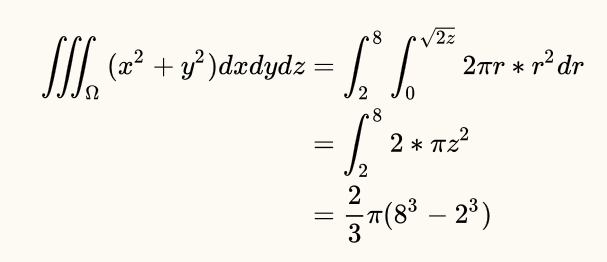 ∭_Ω (x² + y²)dxdydz = ∫_2^8 ∫_0^{√(2z)} 2πr * r² dr
= ∫_2^8 2 * πz²
= 2/3 π(8³ − 2³)